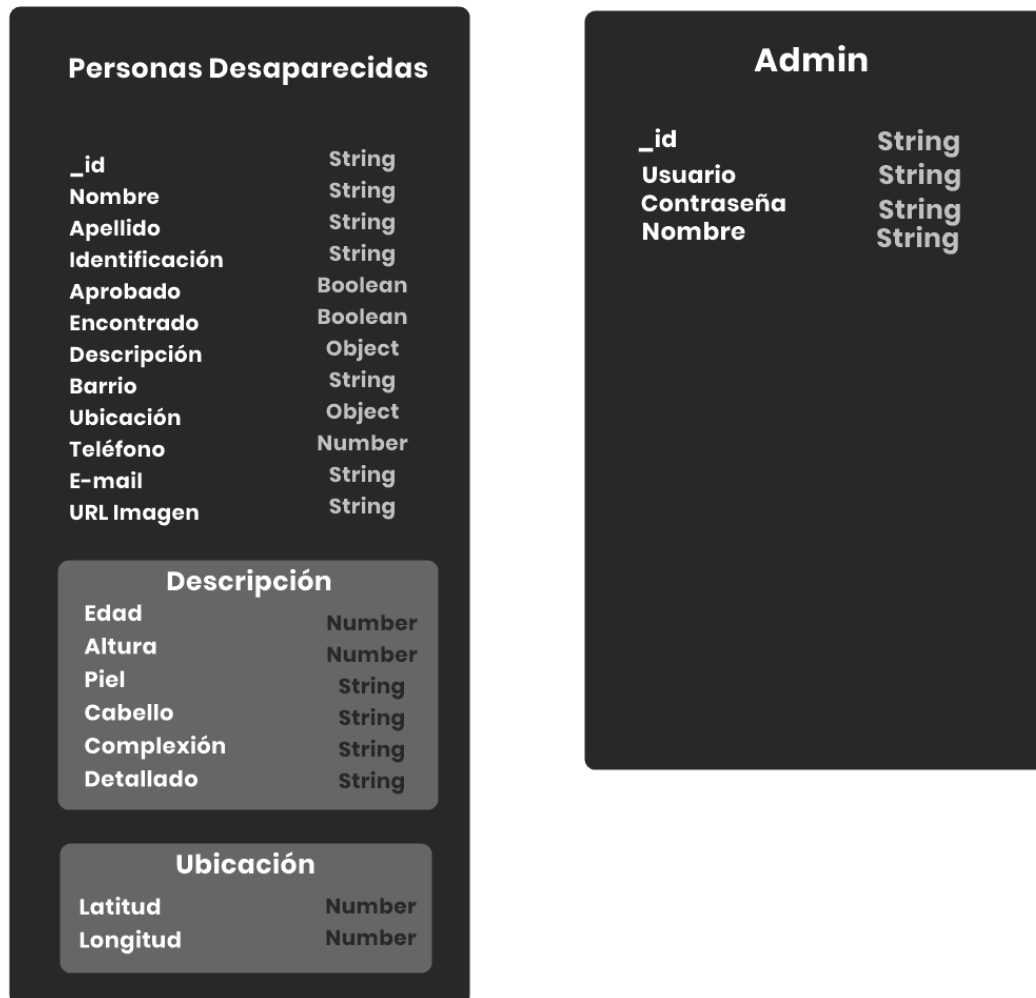 Personas Desaparecidas
_id String
Nombre String
Apellido String
Identificación String
Aprobado Boolean
Encontrado Boolean
Descripción Object
Barrio String
Ubicación Object
Teléfono Number
E-mail String
URL Imagen String
Descripción
Edad Number
Altura Number
Piel String
Cabello String
Complexión String
Detallado String
Ubicación
Latitud Number
Longitud Number
Admin
_id String
Usuario String
Contraseña String
Nombre String